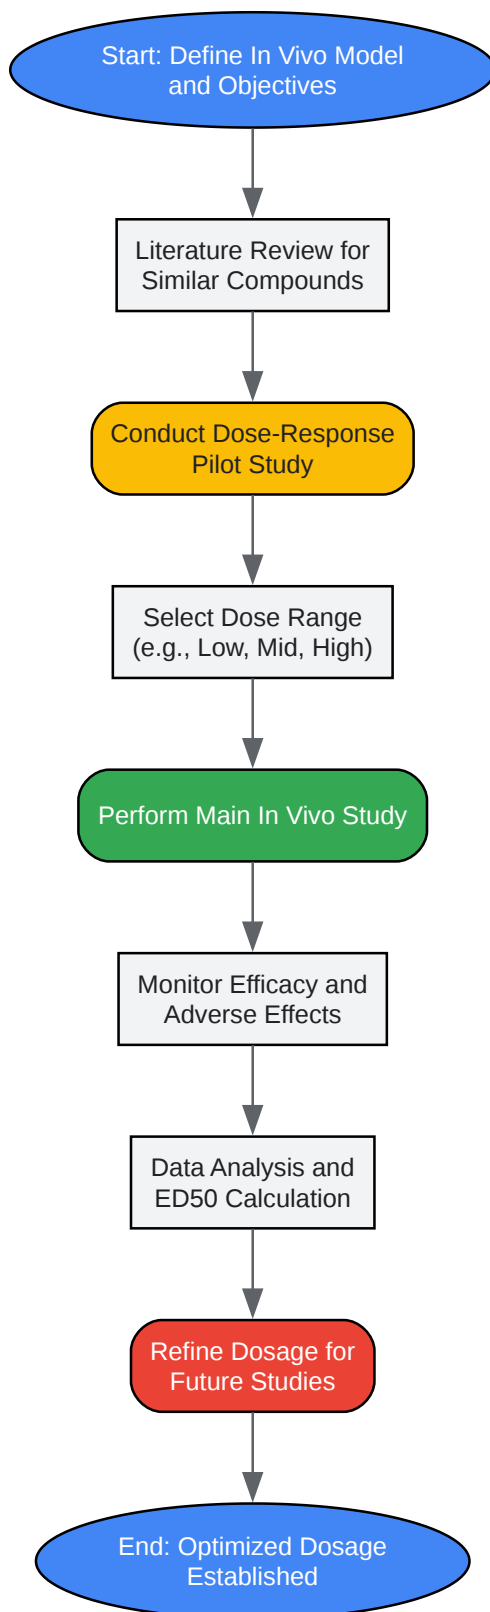 Start: Define In Vivo Model
and Objectives
Literature Review for
Similar Compounds
Conduct Dose-Response
Pilot Study
Select Dose Range
(e.g., Low, Mid, High)
Perform Main In Vivo Study
Monitor Efficacy and
Adverse Effects
Data Analysis and
ED50 Calculation
Refine Dosage for
Future Studies
End: Optimized Dosage
Established